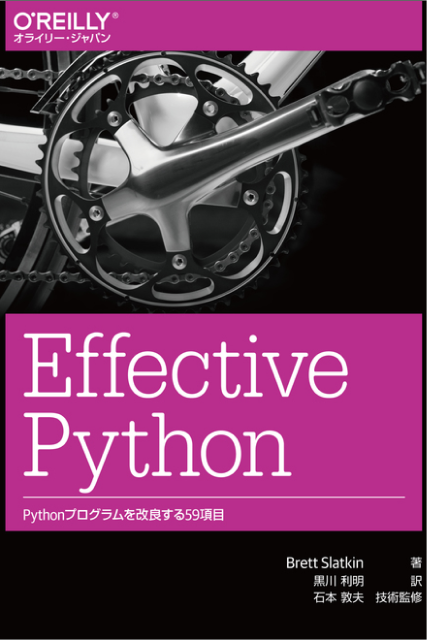 O'REILLY®
オライリー・ジャパン
Effective
Python
Pythonプログラムを改良する59項目
Brett Slatkin 著
黒川 利明 訳
石本 敦夫 技術監修